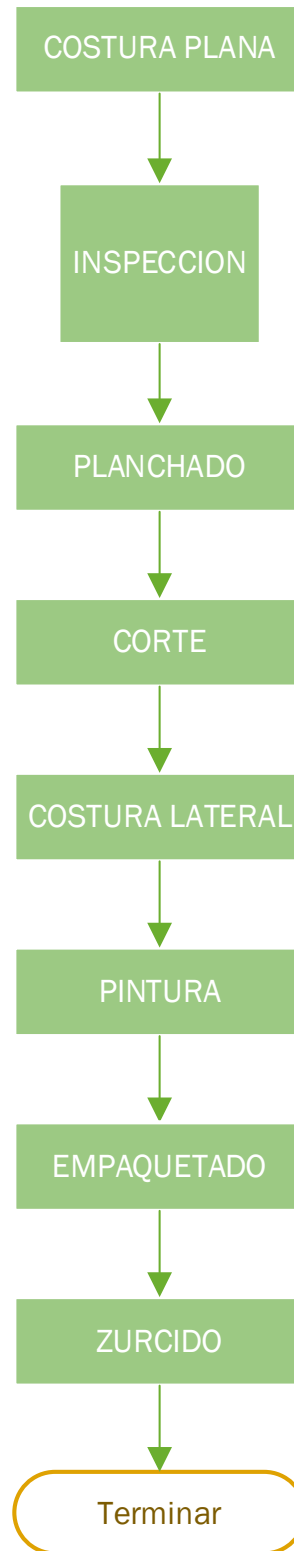 COSTURA PLANA
INSPECCION
PLANCHADO
CORTE
COSTURA LATERAL
PINTURA
EMPAQUETADO
ZURCIDO
Terminar